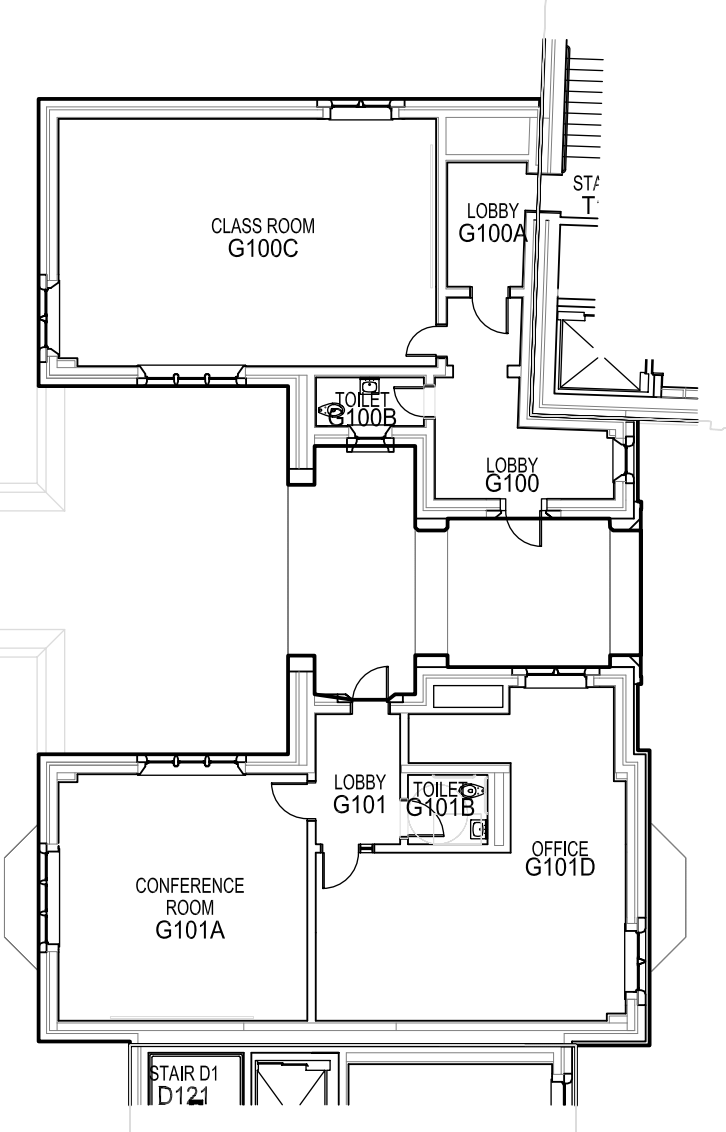 STA
T1
LOBBY
G100A
CLASS ROOM
G100C
TOILET
G100B
LOBBY
G100
LOBBY
G101
TOILET
G101B
OFFICE
G101D
CONFERENCE
ROOM
G101A
STAIR D1
D121